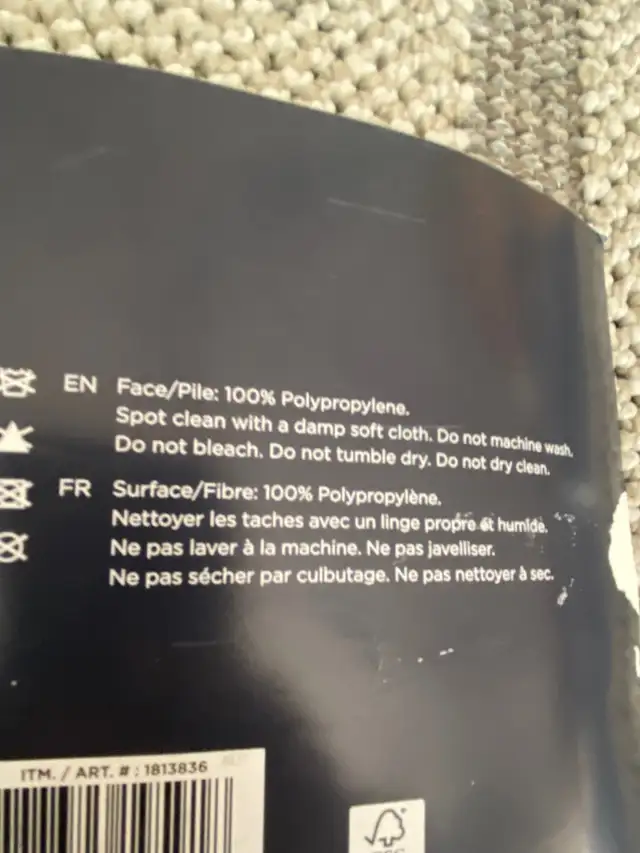 EN Face/Pile: 100% Polypropylene.
Spot clean with a damp soft cloth. Do not machine wash.
Do not bleach. Do not tumble dry. Do not dry clean.
FR Surface/Fibre: 100% Polypropylène.
Nettoyer les taches avec un linge propre et humide.
Ne pas laver à la machine. Ne pas javelliser.
Ne pas sécher par culbutage. Ne pas nettoyer à sec.
ITM. / ART. # : 1813836